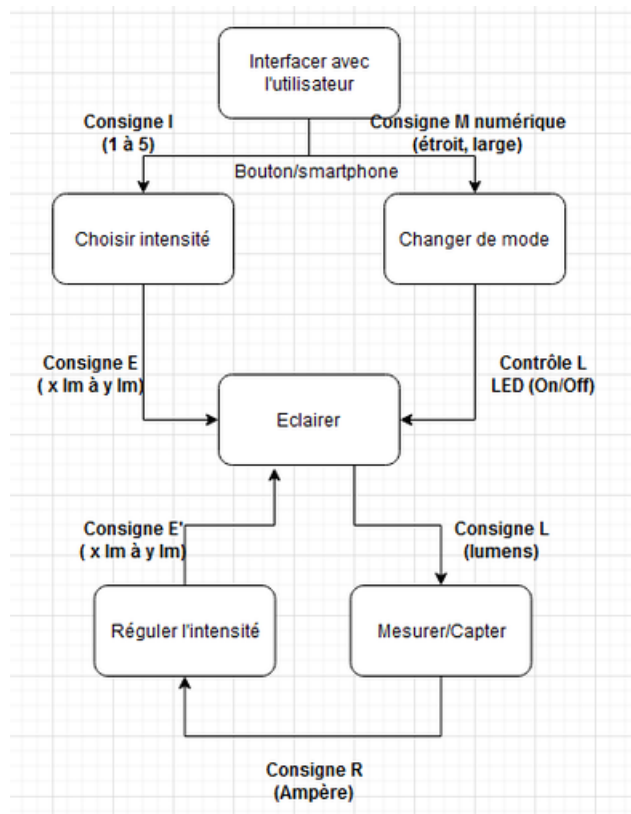 Interfacer avec
l'utilisateur
Consigne I
(1 à 5)
Consigne M numérique
(étroit, large)
Bouton/smartphone
Choisir intensité
Changer de mode
Consigne E
( x lm à y lm)
Contrôle L
LED (On/Off)
Eclairer
Consigne E'
( x lm à y lm)
Consigne L
(lumens)
Réguler l'intensité
Mesurer/Capter
Consigne R
(Ampère)